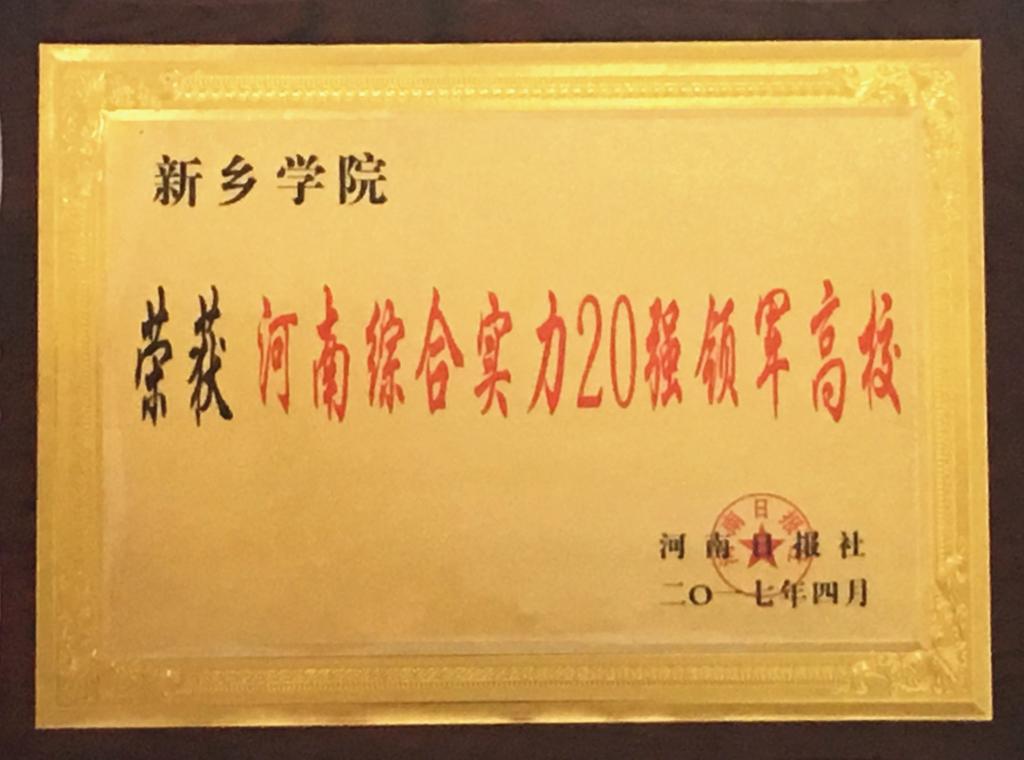 新乡学院
荣获 河南综合实力20强领军高校
河南日报社
二〇一七年四月